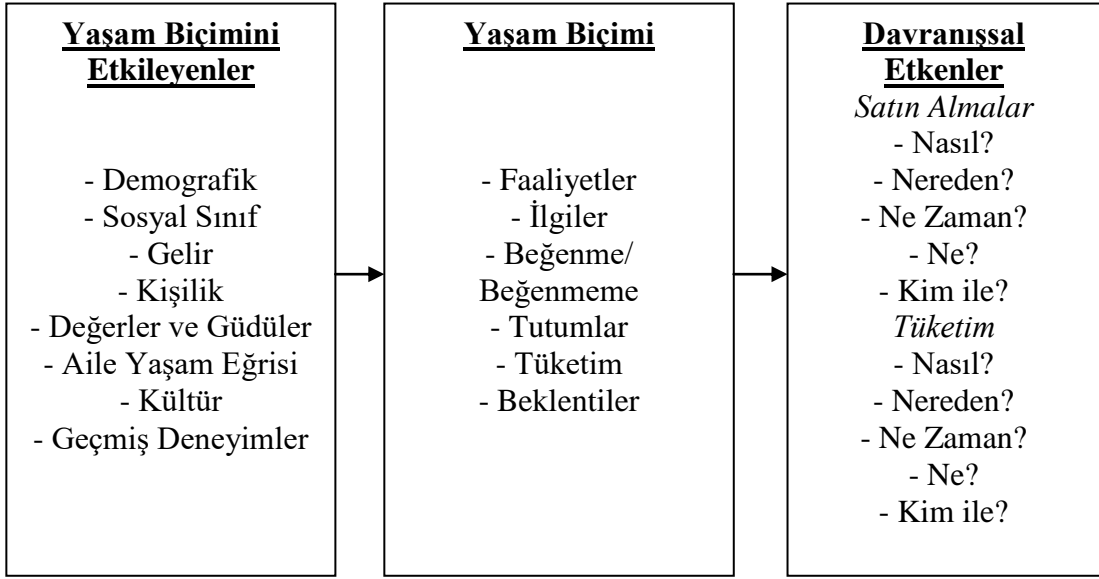 Yaşam Biçimini
Etkileyenler
- Demografik
- Sosyal Sınıf
- Gelir
- Kişilik
- Değerler ve Güdüler
- Aile Yaşam Eğrisi
- Kültür
- Geçmiş Deneyimler
Yaşam Biçimi
- Faaliyetler
- İlgiler
- Beğenme/
Beğenmeme
- Tutumlar
- Tüketim
- Beklentiler
Davranışsal
Etkenler
Satın Almalar
- Nasıl?
- Nereden?
- Ne Zaman?
- Ne?
- Kim ile?
Tüketim
- Nasıl?
- Nereden?
- Ne Zaman?
- Ne?
- Kim ile?